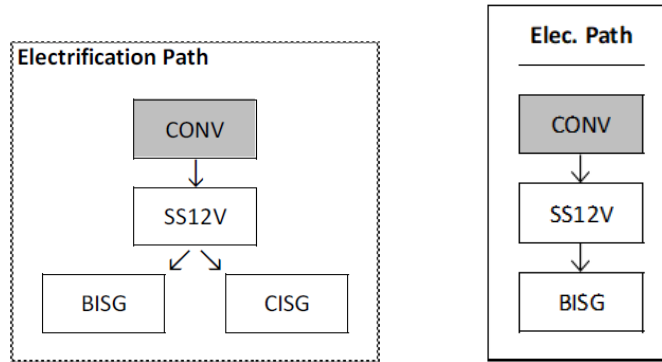 Electrification Path
CONV
SS12V
BISG CISG
Elec. Path
CONV
SS12V
BISG